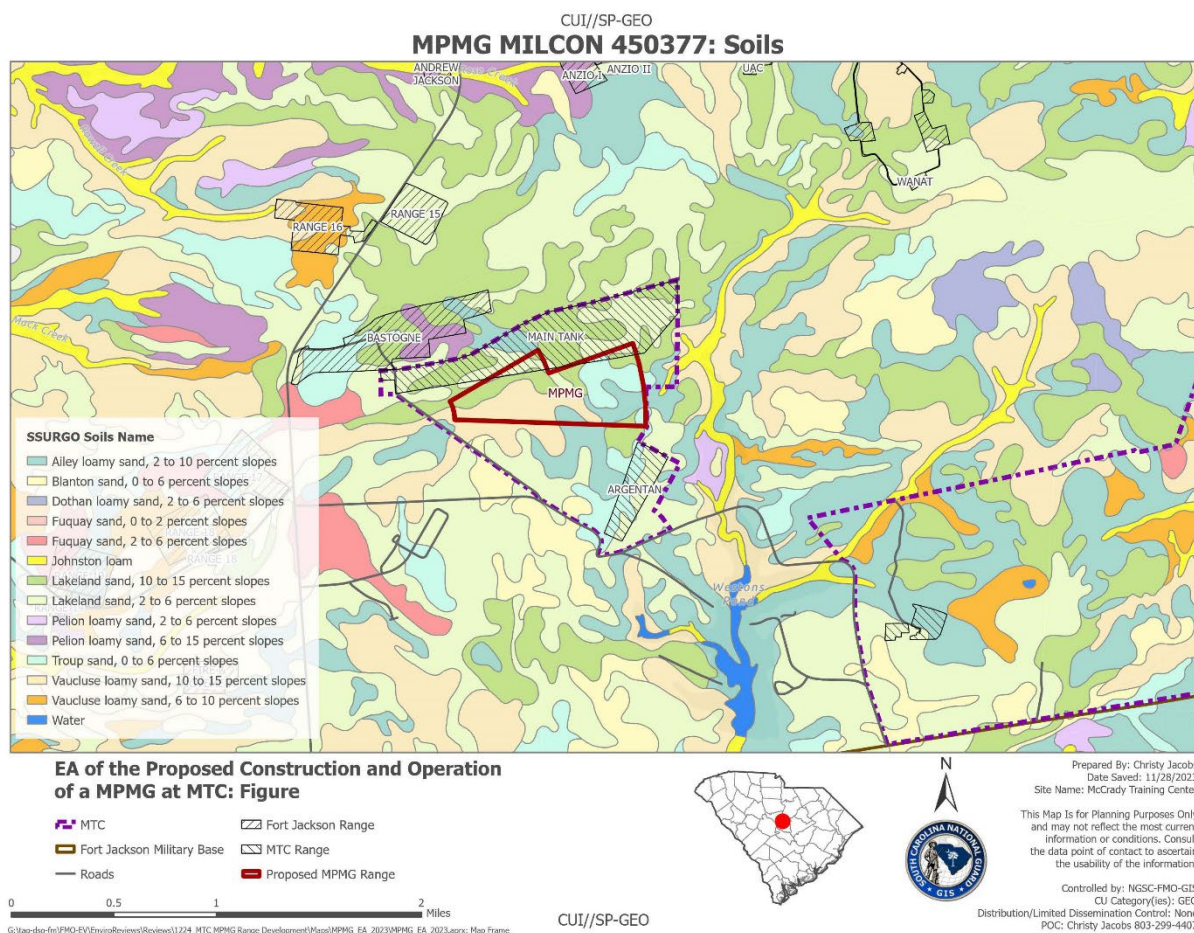 CUI//SP-GEO
MPMG MILCON 450377: Soils
ANDREW
JACKSON
ANZIO I
ANZIO II
UAC
WANAT
RANGE 15
RANGE 16
BASTOGNE
MAIN TANK
Mack Creek
MPMG
ARGENTAN
Westons
Pond
SSURGO Soils Name
Ailey loamy sand, 2 to 10 percent slopes
Blanton sand, 0 to 6 percent slopes
Dothan loamy sand, 2 to 6 percent slopes
Fuquay sand, 0 to 2 percent slopes
Fuquay sand, 2 to 6 percent slopes
Johnston loam
Lakeland sand, 10 to 15 percent slopes
Lakeland sand, 2 to 6 percent slopes
Pelion loamy sand, 2 to 6 percent slopes
Pelion loamy sand, 6 to 15 percent slopes
Troup sand, 0 to 6 percent slopes
Vaucluse loamy sand, 10 to 15 percent slopes
Vaucluse loamy sand, 6 to 10 percent slopes
Water
EA of the Proposed Construction and Operation
of a MPMG at MTC: Figure
MTC
Fort Jackson Military Base
Roads
Fort Jackson Range
MTC Range
Proposed MPMG Range
0 0.5 1 2
Miles
N
SOUTH CAROLINA NATIONAL GUARD
GIS
Prepared By: Christy Jacobs
Date Saved: 11/28/2023
Site Name: McCrady Training Center
This Map Is for Planning Purposes Only
and may not reflect the most current
information or conditions. Consult
the data point of contact to ascertain
the usability of the information.
Controlled by: NGSC-FMO-GIS
CU Category(ies): GEO
Distribution/Limited Dissemination Control: None
POC: Christy Jacobs 803-299-4403
CUI//SP-GEO